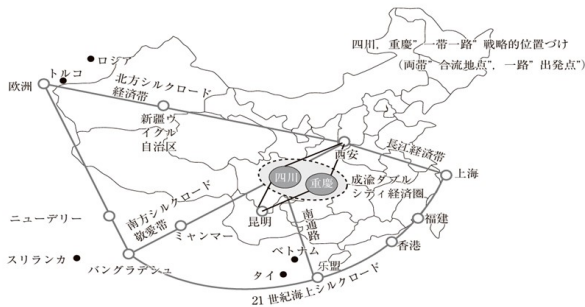 四川，重慶”一帯一路”戦略的位置づけ
（両帯”合流地点”，一路”出発点”）
ロシア
トルコ
欧洲
北方シルクロード
経済帯
新疆ウ
イグル
自治区
西安
長江経済帯
上海
四川
重慶
成渝ダブル
シティ経済圏
昆明
南通路
福建
香港
南方シルクロード
敬愛帯
ニューデリー
ミャンマー
スリランカ
バングラデシュ
ベトナム
タイ
乐盟
21世紀海上シルクロード